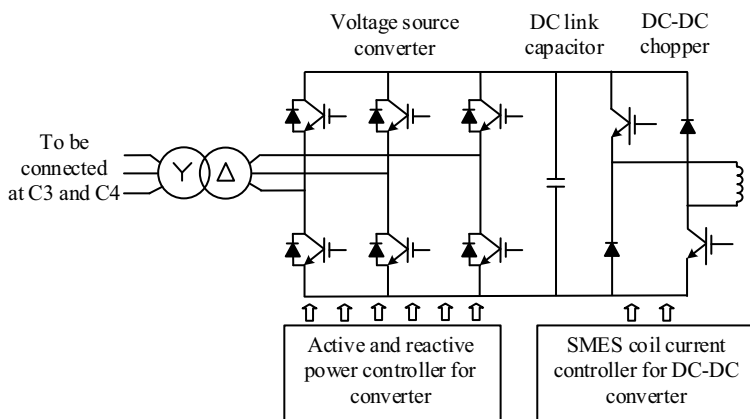 Voltage source
converter
DC link
capacitor
DC-DC
chopper
To be
connected
at C3 and C4
Y
Δ
Active and reactive
power controller for
converter
SMES coil current
controller for DC-DC
converter